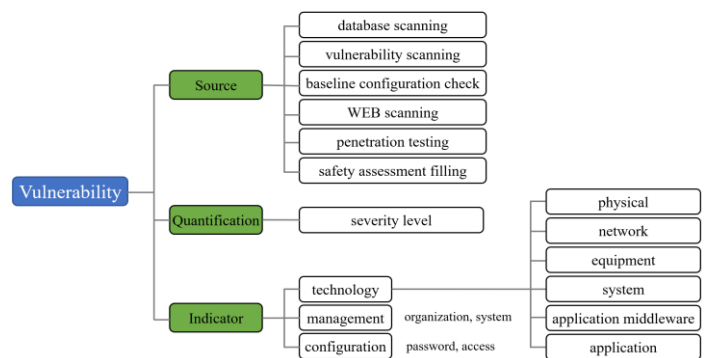 Vulnerability
Source
database scanning
vulnerability scanning
baseline configuration check
WEB scanning
penetration testing
safety assessment filling
Quantification
severity level
Indicator
technology
management
organization, system
configuration
password, access
physical
network
equipment
system
application middleware
application